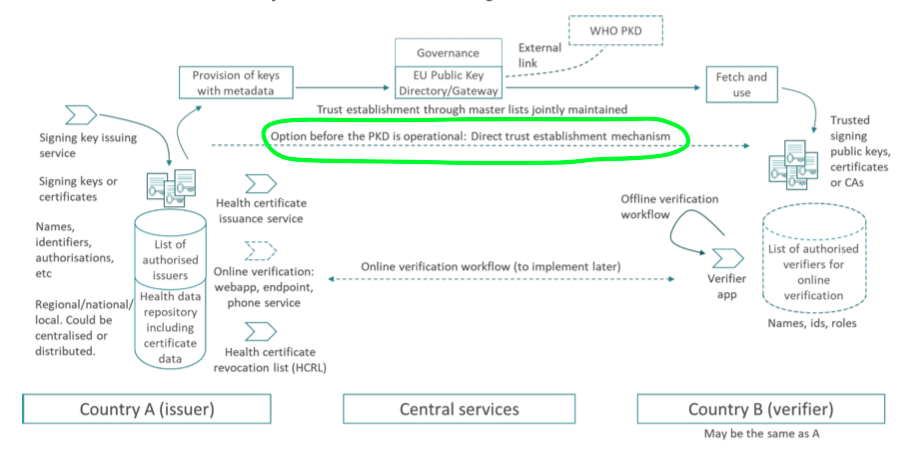 WHO PKD
Governance
External
link
Provision of keys
with metadata
EU Public Key
Directory/Gateway
Fetch and
use
Trust establishment through master lists jointly maintained
Option before the PKD is operational: Direct trust establishment mechanism
Signing key issuing
service
Trusted
signing
public keys,
certificates
or CAs
Signing keys or
certificates
Health certificate
issuance service
Offline verification
workflow
Names,
identifiers,
authorisations,
etc
List of
authorised
issuers
Online verification:
webapp, endpoint,
phone service
Online verification workflow (to implement later)
Verifier
app
List of authorised
verifiers for
online
verification
Regional/national/
local. Could be
centralised or
distributed.
Health data
repository
including
certificate
data
Names, ids, roles
Health certificate
revocation list (HCRL)
Country A (issuer)
Central services
Country B (verifier)
May be the same as A